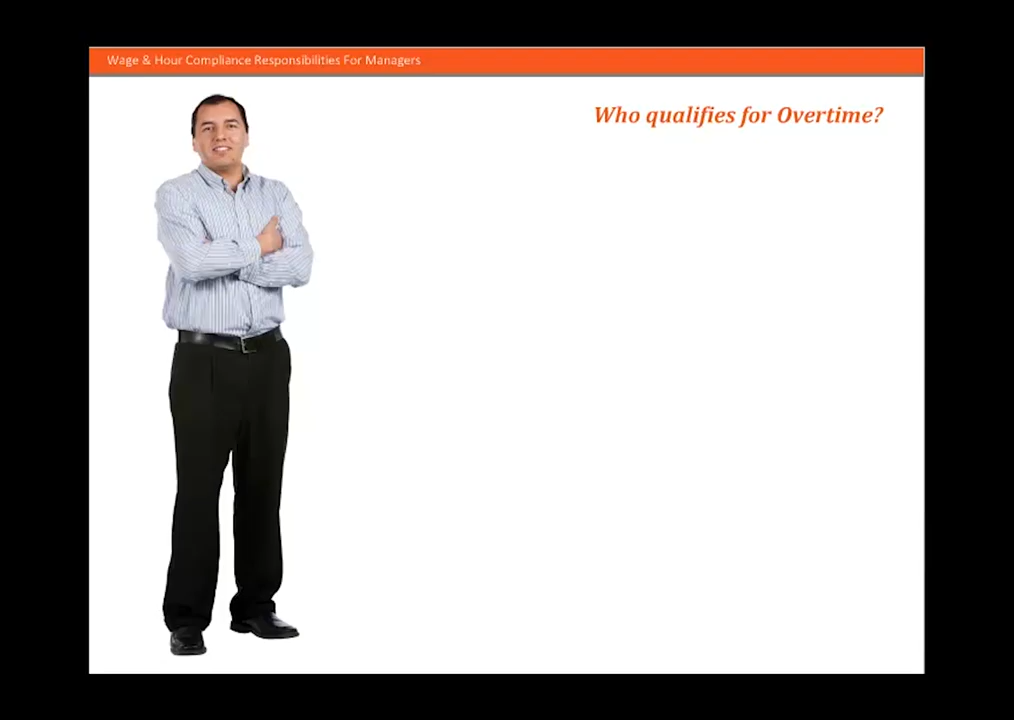 Wage & Hour Compliance Responsibilities For Managers
Who qualifies for Overtime?